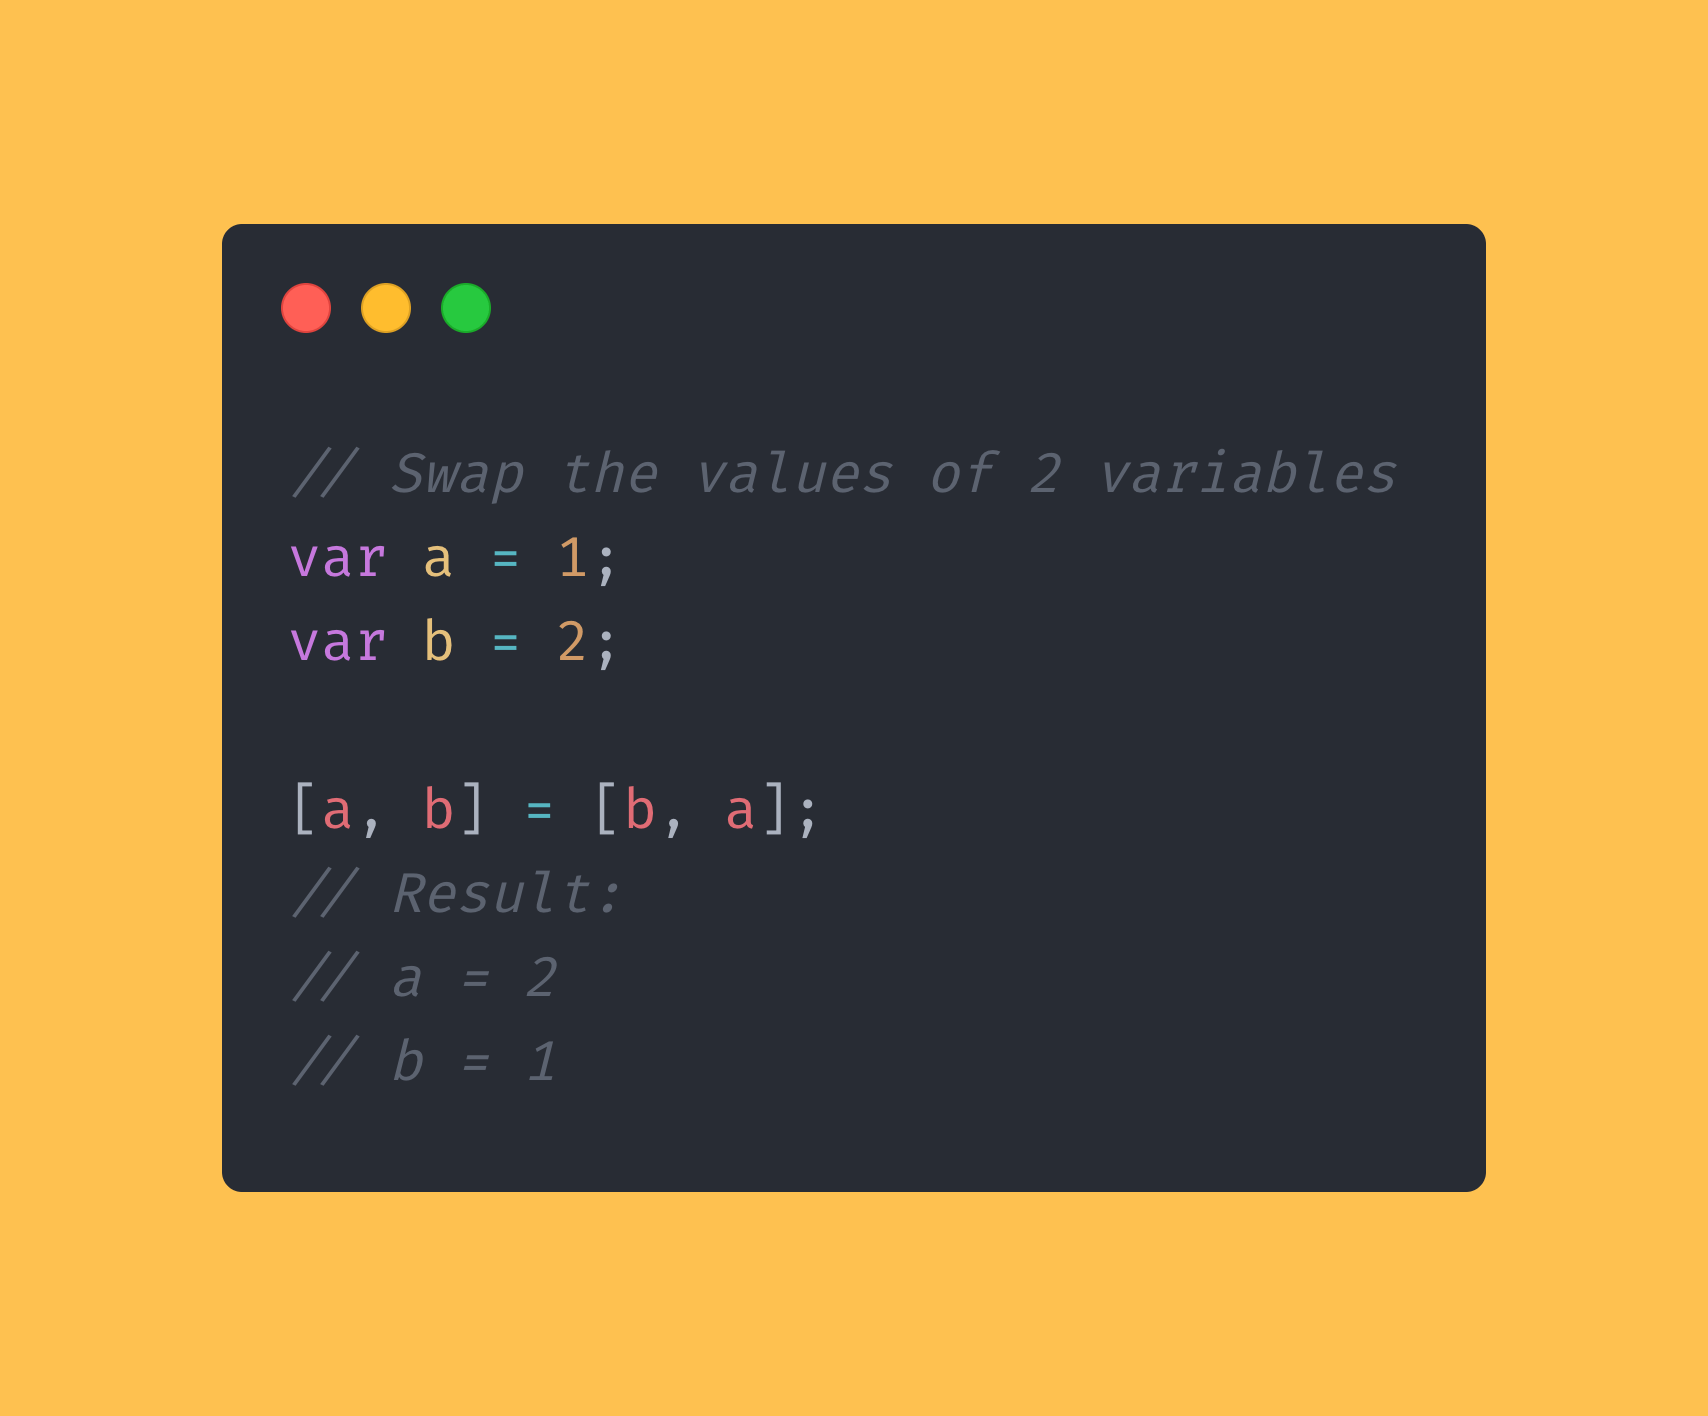 // Swap the values of 2 variables
var a = 1;
var b = 2;
[a, b] = [b, a];
// Result:
// a = 2
// b = 1